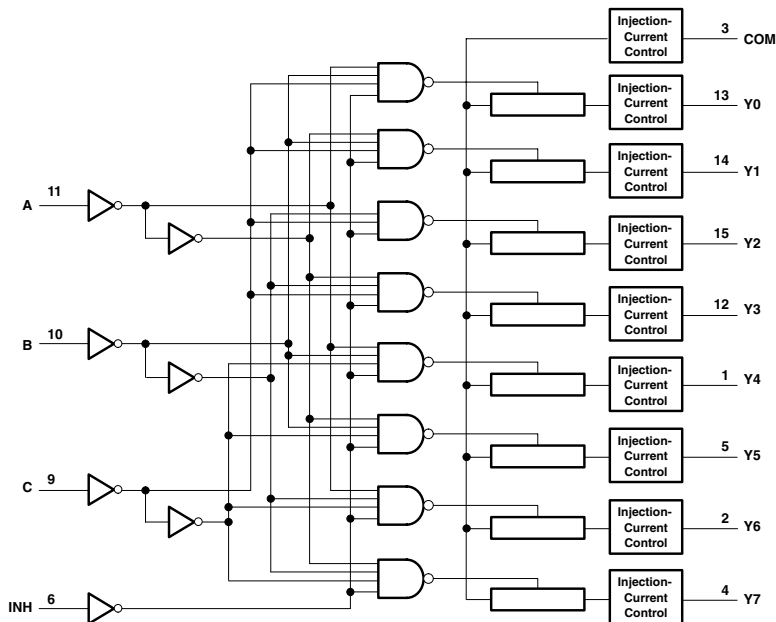 Injection-
Current
Control
3
COM
Injection-
Current
Control
13
Y0
Injection-
Current
Control
14
Y1
A
11
Injection-
Current
Control
15
Y2
Injection-
Current
Control
12
Y3
B
10
Injection-
Current
Control
1
Y4
Injection-
Current
Control
5
Y5
C
9
Injection-
Current
Control
2
Y6
INH
6
Injection-
Current
Control
4
Y7